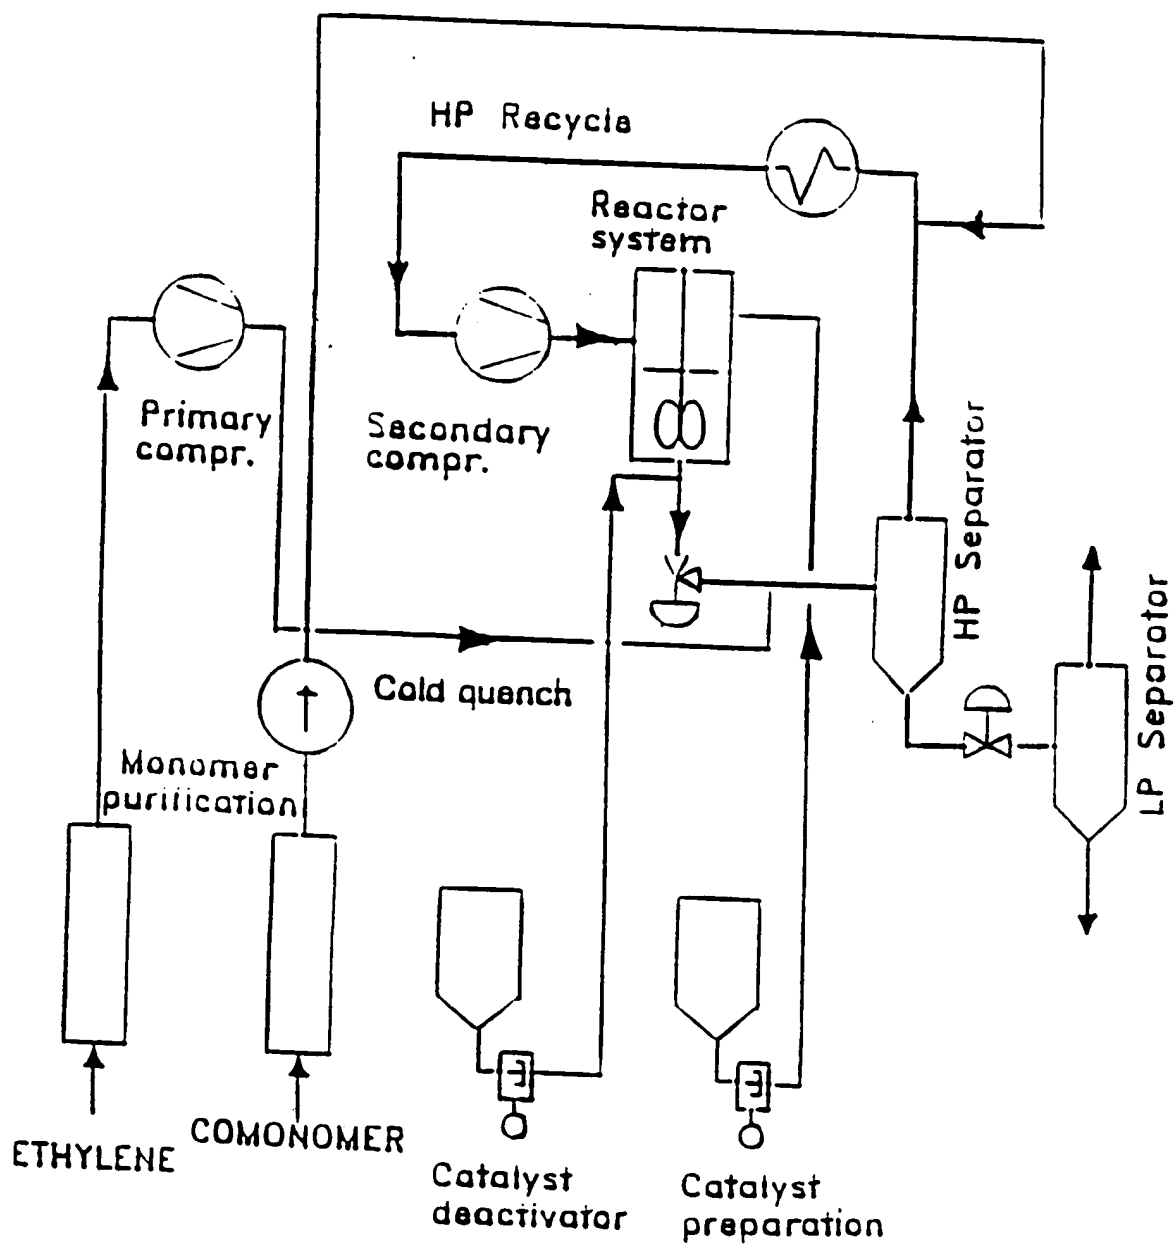 HP Recycle
Reactor
system
Primary
compr.
Secondary
compr.
HP Separator
LP Separator
Cold quench
Monomer
purification
ETHYLENE
COMONOMER
Catalyst
deactivator
Catalyst
preparation